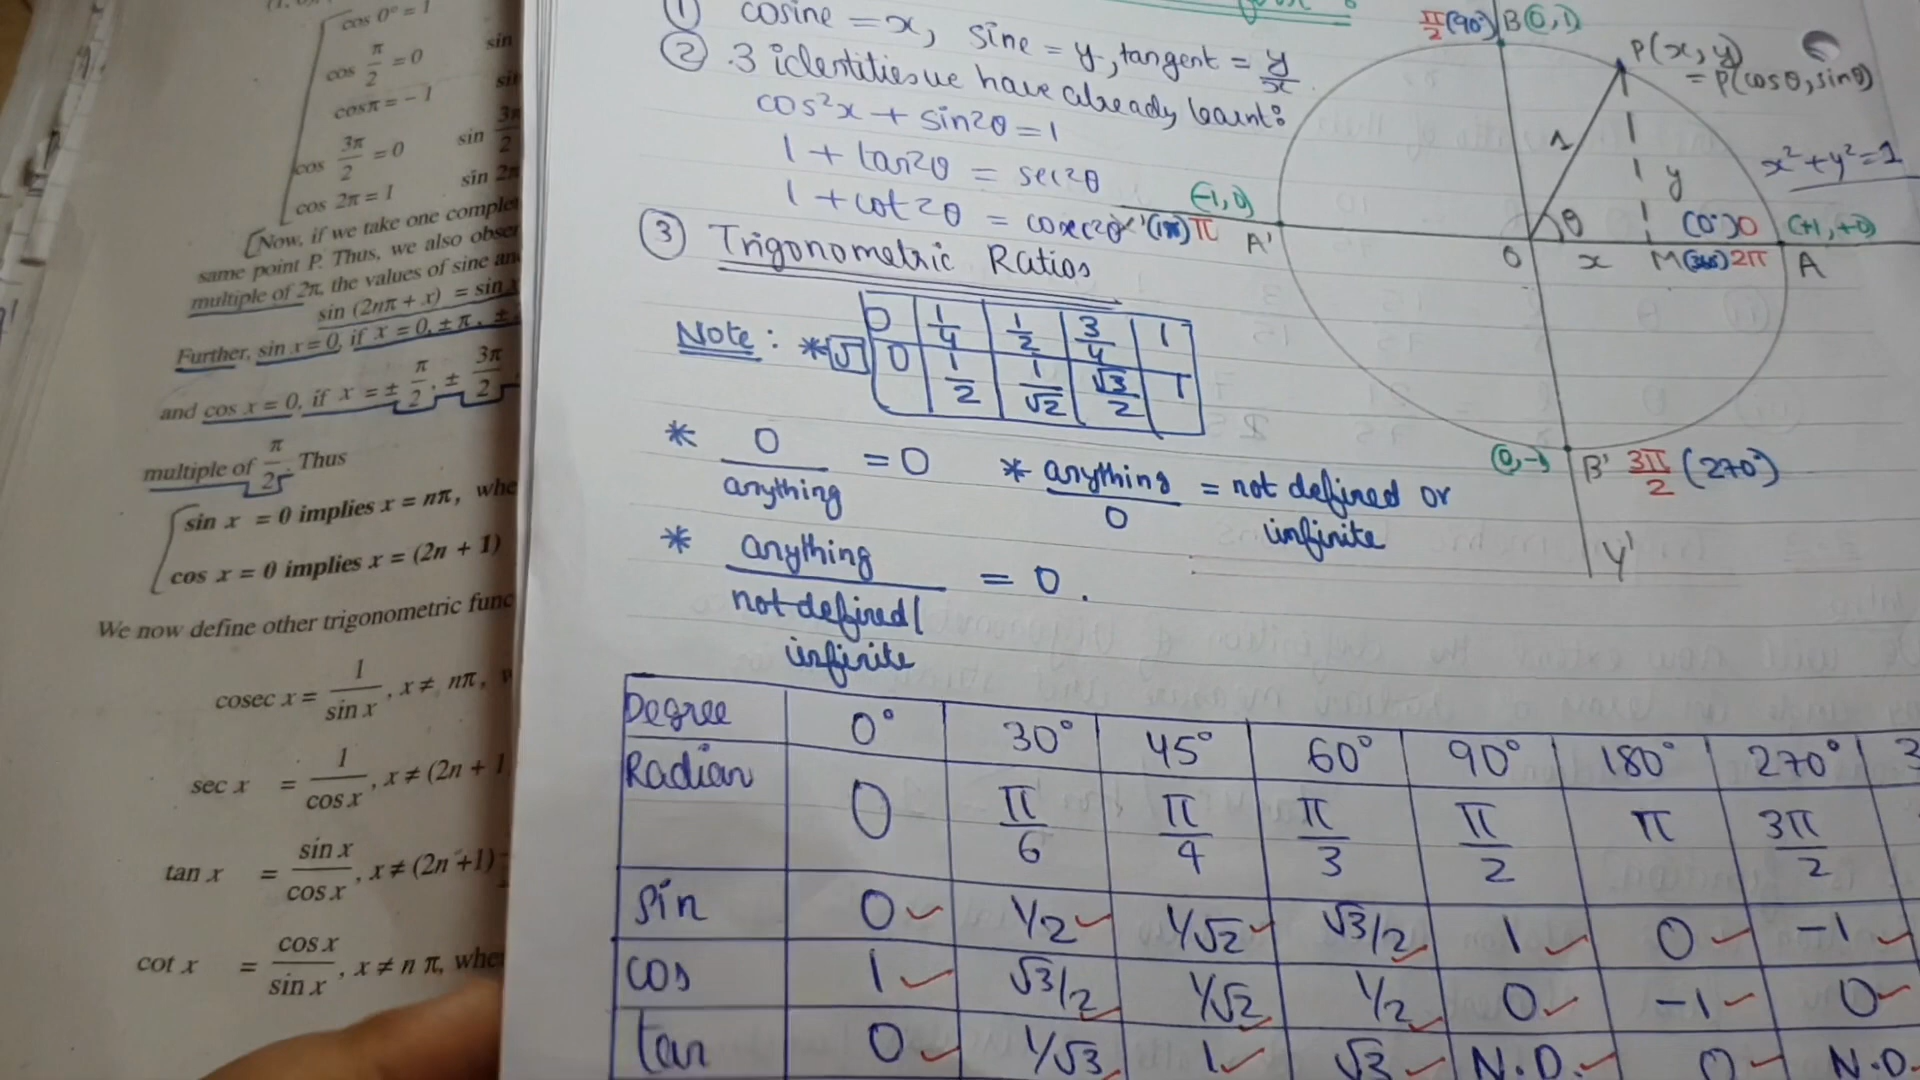 cos 0° = 1
cos π/2 = 0 sin
cosπ = − 1
cos 3π/2 = 0 sin 3π/2
cos 2π = 1 sin 2π
Now, if we take one
same point P. Thus, we also
multiple of 2π, the values of sine
sin (2nπ + x) = sin x
Further, sin x = 0, if x = 0, ± π, ±
and cos x = 0, if x = ± π/2, ± 3π/2
multiple of π/2. Thus
sin x = 0 implies x = nπ,
cos x = 0 implies x = (2n + 1)
We now define other trigonometric
cosec x = 1/sin x, x ≠ nπ,
sec x = 1/cos x, x ≠ (2n + 1
tan x = sin x/cos x, x ≠ (2n +1)
cot x = cos x/sin x, x ≠ n π,
① cosine = x, sine = y, tangent = y/x
② .3 identities we have already learnt:
cos²x + sin2θ = 1
1 + tan2θ = sec2θ
1 + cot2θ = cosec2θ
③ Trigonometric Ratios
Note: *√ 0 1/4 1/2 3/4 1
0 1/2 1/√2 √3/2 1
* 0/anything = 0 * anything/0 = not defined or
infinite
* anything/not defined/infinite = 0.
π/2 (90°) B(0,1)
P(x, y)
= P(cosθ, sinθ)
1
x²+y²=1
y
(-1, 0)
π A'
θ (0°) 0 (+1, +0)
O x M 2π A
(0,-1) B' 3π/2 (270°)
Y'
Degree 0° 30° 45° 60° 90° 180° 270° 3
Radian 0 π/6 π/4 π/3 π/2 π 3π/2
sin 0 1/2 1/√2 √3/2 1 0 -1
cos 1 √3/2 1/√2 1/2 0 -1 0
tan 0 1/√3 1 √3 N.D. 0 N.D.